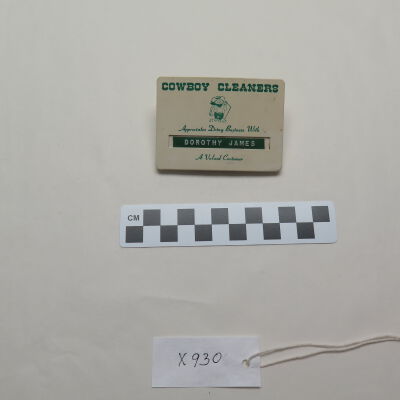 COWBOY CLEANERS
Appreciates Doing Business With
DOROTHY JAMES
A Valued Customer
CM
X930